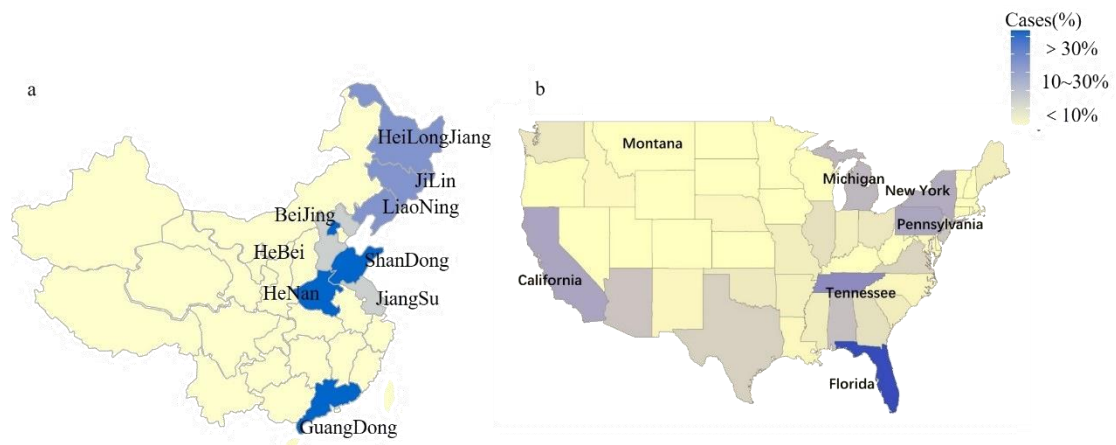 Cases(%)
> 30%
10~30%
< 10%
a
b
HeiLongJiang
JiLin
LiaoNing
BeiJing
HeBei
ShanDong
HeNan
JiangSu
GuangDong
Montana
Michigan
New York
Pennsylvania
California
Tennessee
Florida